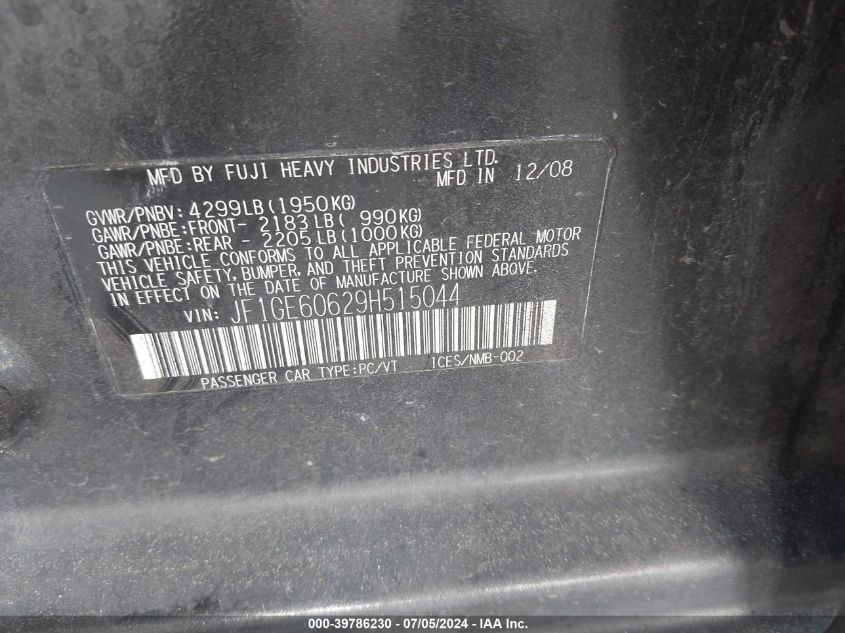 MFD BY FUJI HEAVY INDUSTRIES LTD.
MFD IN 12/08
GVWR/PNBV: 4299LB(1950KG)
GAWR/PNBE:FRONT- 2183LB( 990KG)
GAWR/PNBE:REAR - 2205LB(1000KG)
THIS VEHICLE CONFORMS TO ALL APPLICABLE FEDERAL MOTOR
VEHICLE SAFETY, BUMPER, AND THEFT PREVENTION STANDARDS
IN EFFECT ON THE DATE OF MANUFACTURE SHOWN ABOVE.
VIN: JF1GE60629H515044
PASSENGER CAR TYPE:PC/VT ICES/NMB-002
000-39786230 - 07/05/2024 - IAA Inc.